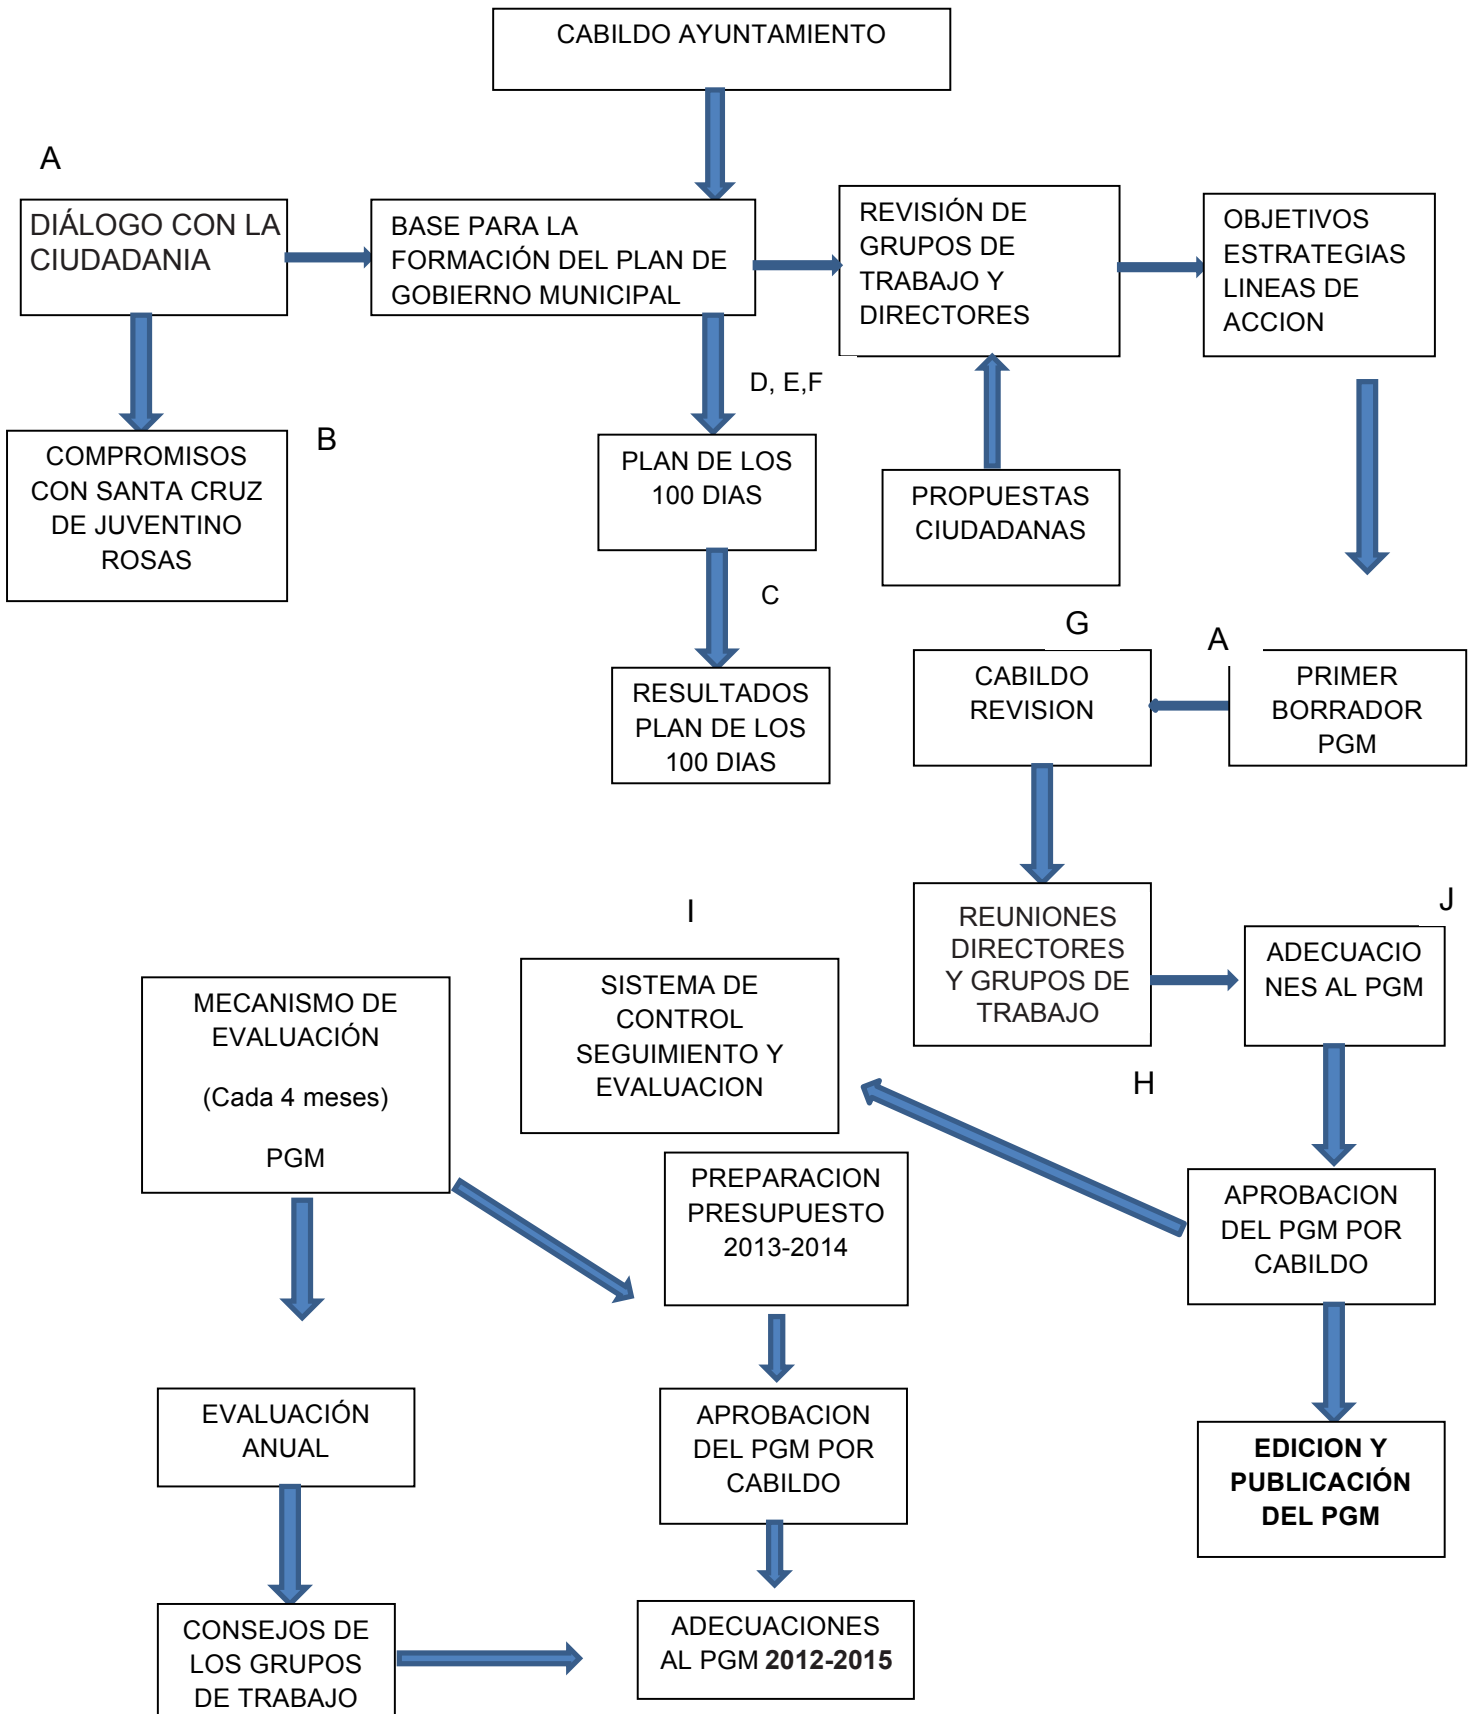 CABILDO AYUNTAMIENTO
A
DIÁLOGO CON LA
CIUDADANIA
BASE PARA LA
FORMACIÓN DEL PLAN DE
GOBIERNO MUNICIPAL
REVISIÓN DE
GRUPOS DE
TRABAJO Y
DIRECTORES
OBJETIVOS
ESTRATEGIAS
LINEAS DE
ACCION
D, E,F
B
COMPROMISOS
CON SANTA CRUZ
DE JUVENTINO
ROSAS
PLAN DE LOS
100 DIAS
PROPUESTAS
CIUDADANAS
C
G
A
RESULTADOS
PLAN DE LOS
100 DIAS
CABILDO
REVISION
PRIMER
BORRADOR
PGM
I
REUNIONES
DIRECTORES
Y GRUPOS DE
TRABAJO
J
ADECUACIO
NES AL PGM
MECANISMO DE
EVALUACIÓN
(Cada 4 meses)
PGM
SISTEMA DE
CONTROL
SEGUIMIENTO Y
EVALUACION
H
PREPARACION
PRESUPUESTO
2013-2014
APROBACION
DEL PGM POR
CABILDO
EVALUACIÓN
ANUAL
APROBACION
DEL PGM POR
CABILDO
EDICION Y
PUBLICACIÓN
DEL PGM
CONSEJOS DE
LOS GRUPOS
DE TRABAJO
ADECUACIONES
AL PGM 2012-2015